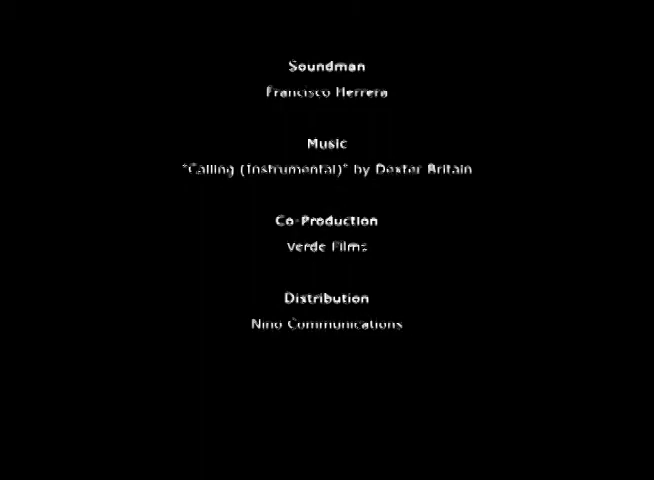 Soundman
Francisco Herrera
Music
"Calling (Instrumental)" by Dexter Britain
Co-Production
Verde Films
Distribution
Nino Communications